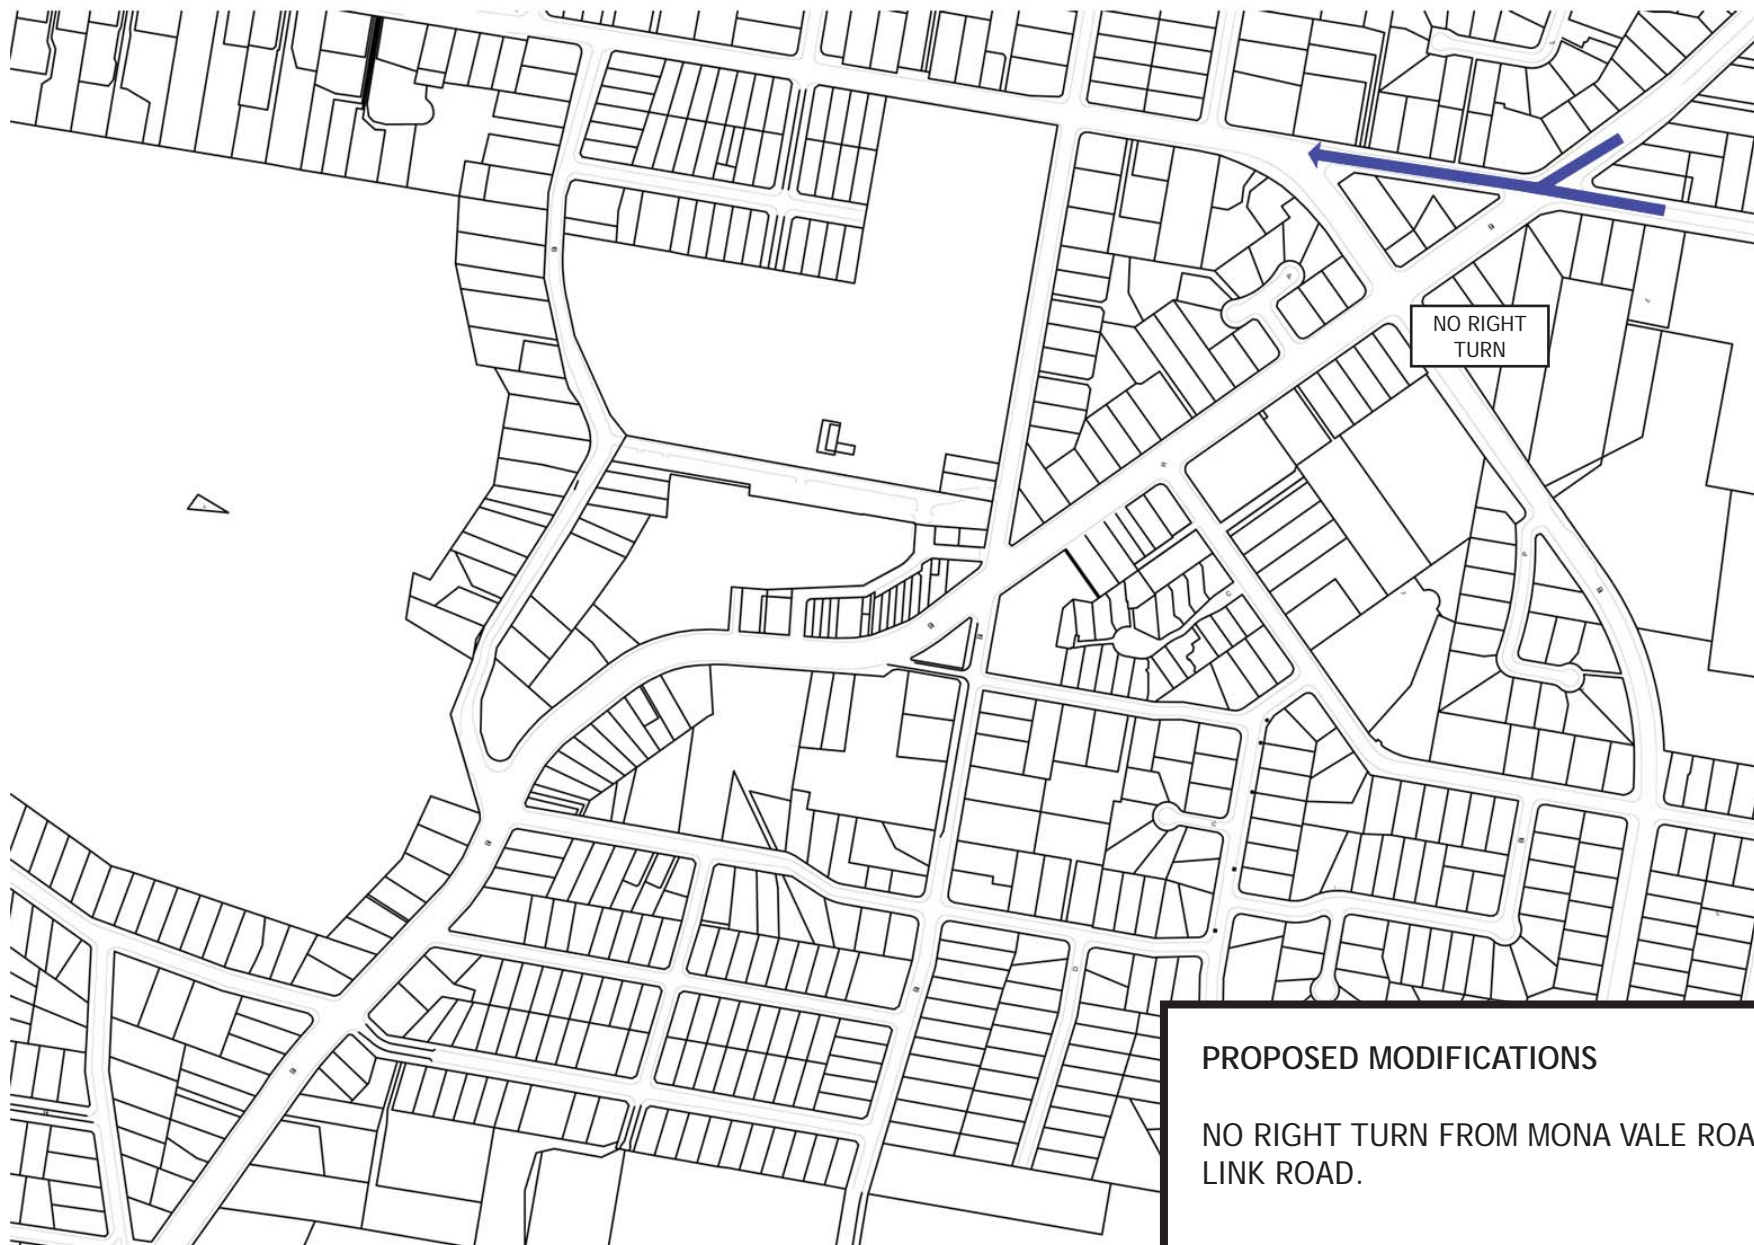 NO RIGHT
TURN
PROPOSED MODIFICATIONS
NO RIGHT TURN FROM MONA VALE ROA
LINK ROAD.